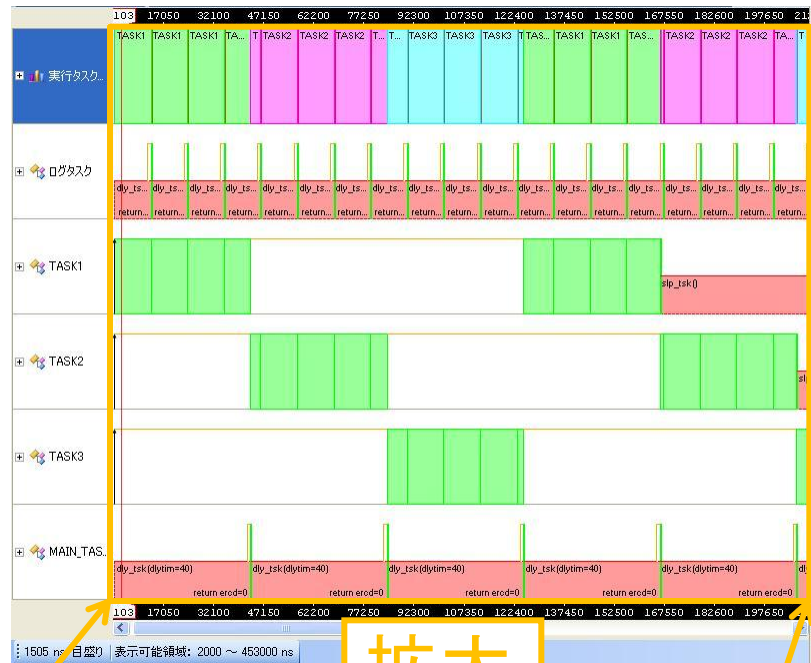 103 17050 32100 47150 62200 77250 92300 107350 122400 137450 152500 167550 182600 197650 21
実行タスク...
TASK1 TASK1 TASK1 TA... T TASK2 TASK2 TASK2 T... T... TASK3 TASK3 TASK3 T TAS... TASK1 TASK1 TAS... TASK2 TASK2 TASK2 TA... T
ログタスク
dly_ts... dly_ts... dly_ts... dly_ts... dly_ts... dly_ts... dly_ts... dly_ts... dly_ts... dly_ts... dly_ts... dly_ts... dly_ts... dly_ts... dly_ts... dly_ts... dly_ts... dly_ts... dly_ts...
return... return... return... return... return... return... return... return... return... return... return... return... return... return... return... return... return... return... return...
TASK1
slp_tsk()
TASK2
sl
TASK3
MAIN_TAS...
dly_tsk(dlytim=40) dly_tsk(dlytim=40) dly_tsk(dlytim=40) dly_tsk(dlytim=40) dly_tsk(dlytim=40) dl
return ercd=0 return ercd=0 return ercd=0 return ercd=0 return ercd=0
103 17050 32100 47150 62200 77250 92300 107350 122400 137450 152500 167550 182600 197650
1505 ns 目盛り 表示可能領域: 2000 ～ 453000 ns
拡大